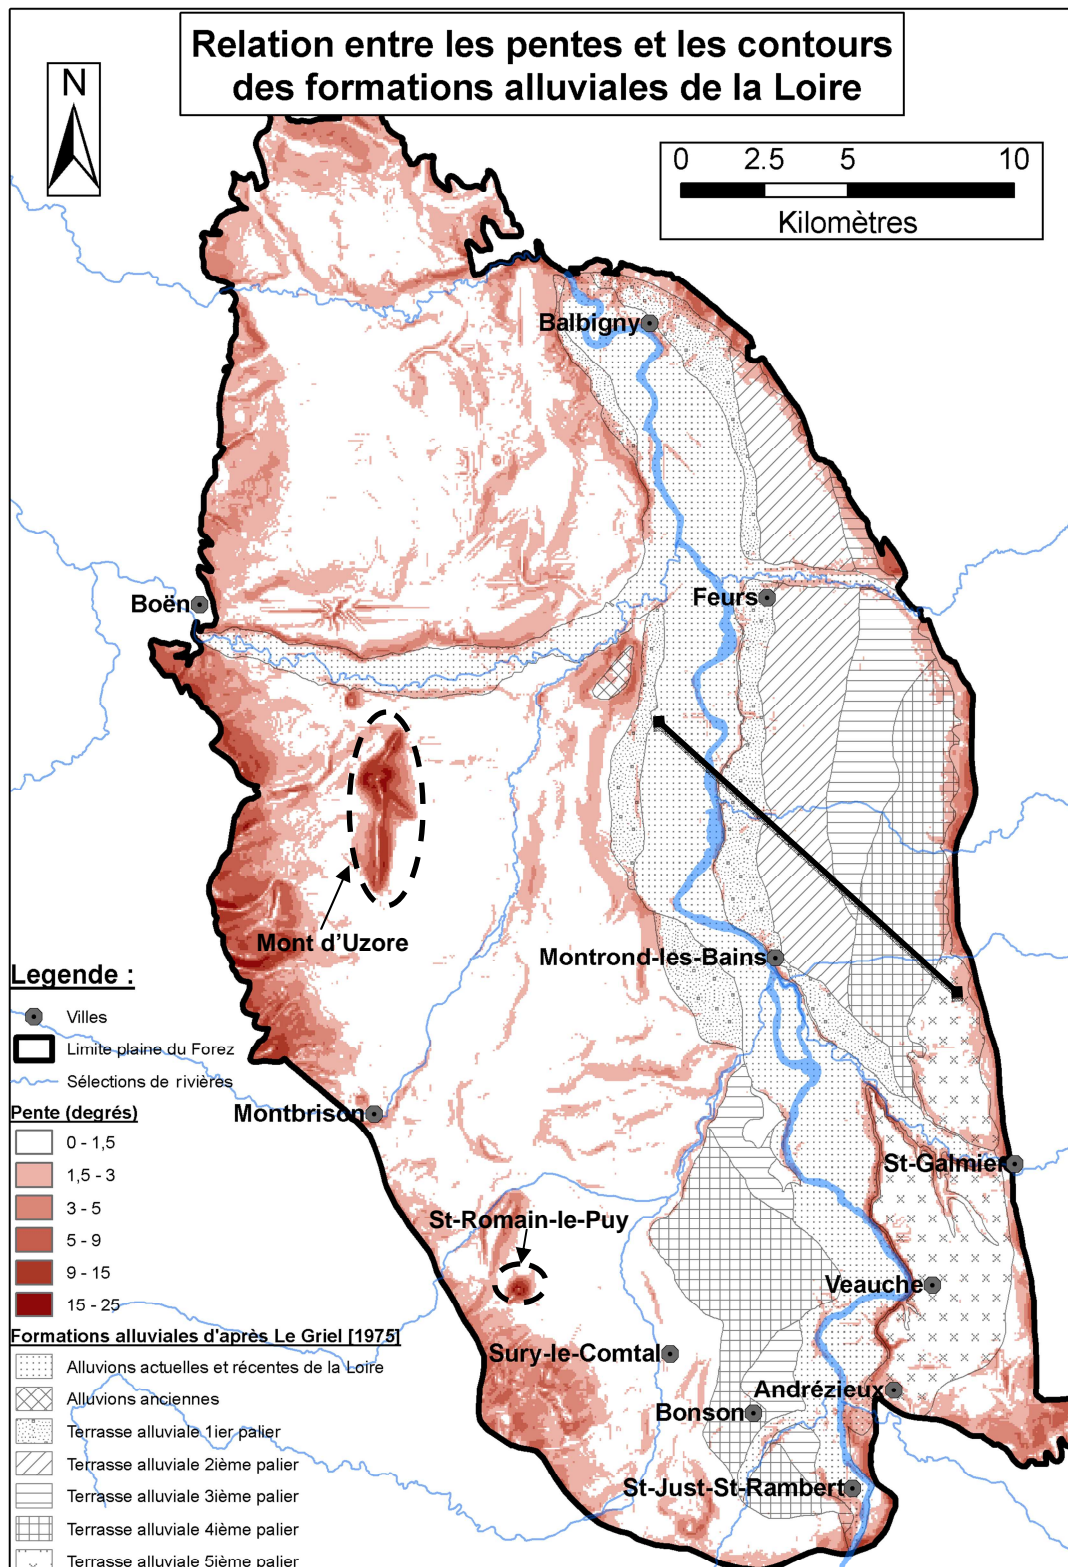 Relation entre les pentes et les contours
des formations alluviales de la Loire
N
0 2.5 5 10
Kilomètres
Balbigny
Boën
Feurs
Mont d'Uzore
Montrond-les-Bains
Montbrison
St-Galmier
St-Romain-le-Puy
Veauche
Sury-le-Comtal
Andrézieux
Bonson
St-Just-St-Rambert
Legende :
Villes
Limite plaine du Forez
Sélections de rivières
Pente (degrés)
0 - 1,5
1,5 - 3
3 - 5
5 - 9
9 - 15
15 - 25
Formations alluviales d'après Le Griel [1975]
Alluvions actuelles et récentes de la Loire
Alluvions anciennes
Terrasse alluviale 1ier palier
Terrasse alluviale 2ième palier
Terrasse alluviale 3ième palier
Terrasse alluviale 4ième palier
Terrasse alluviale 5ième palier